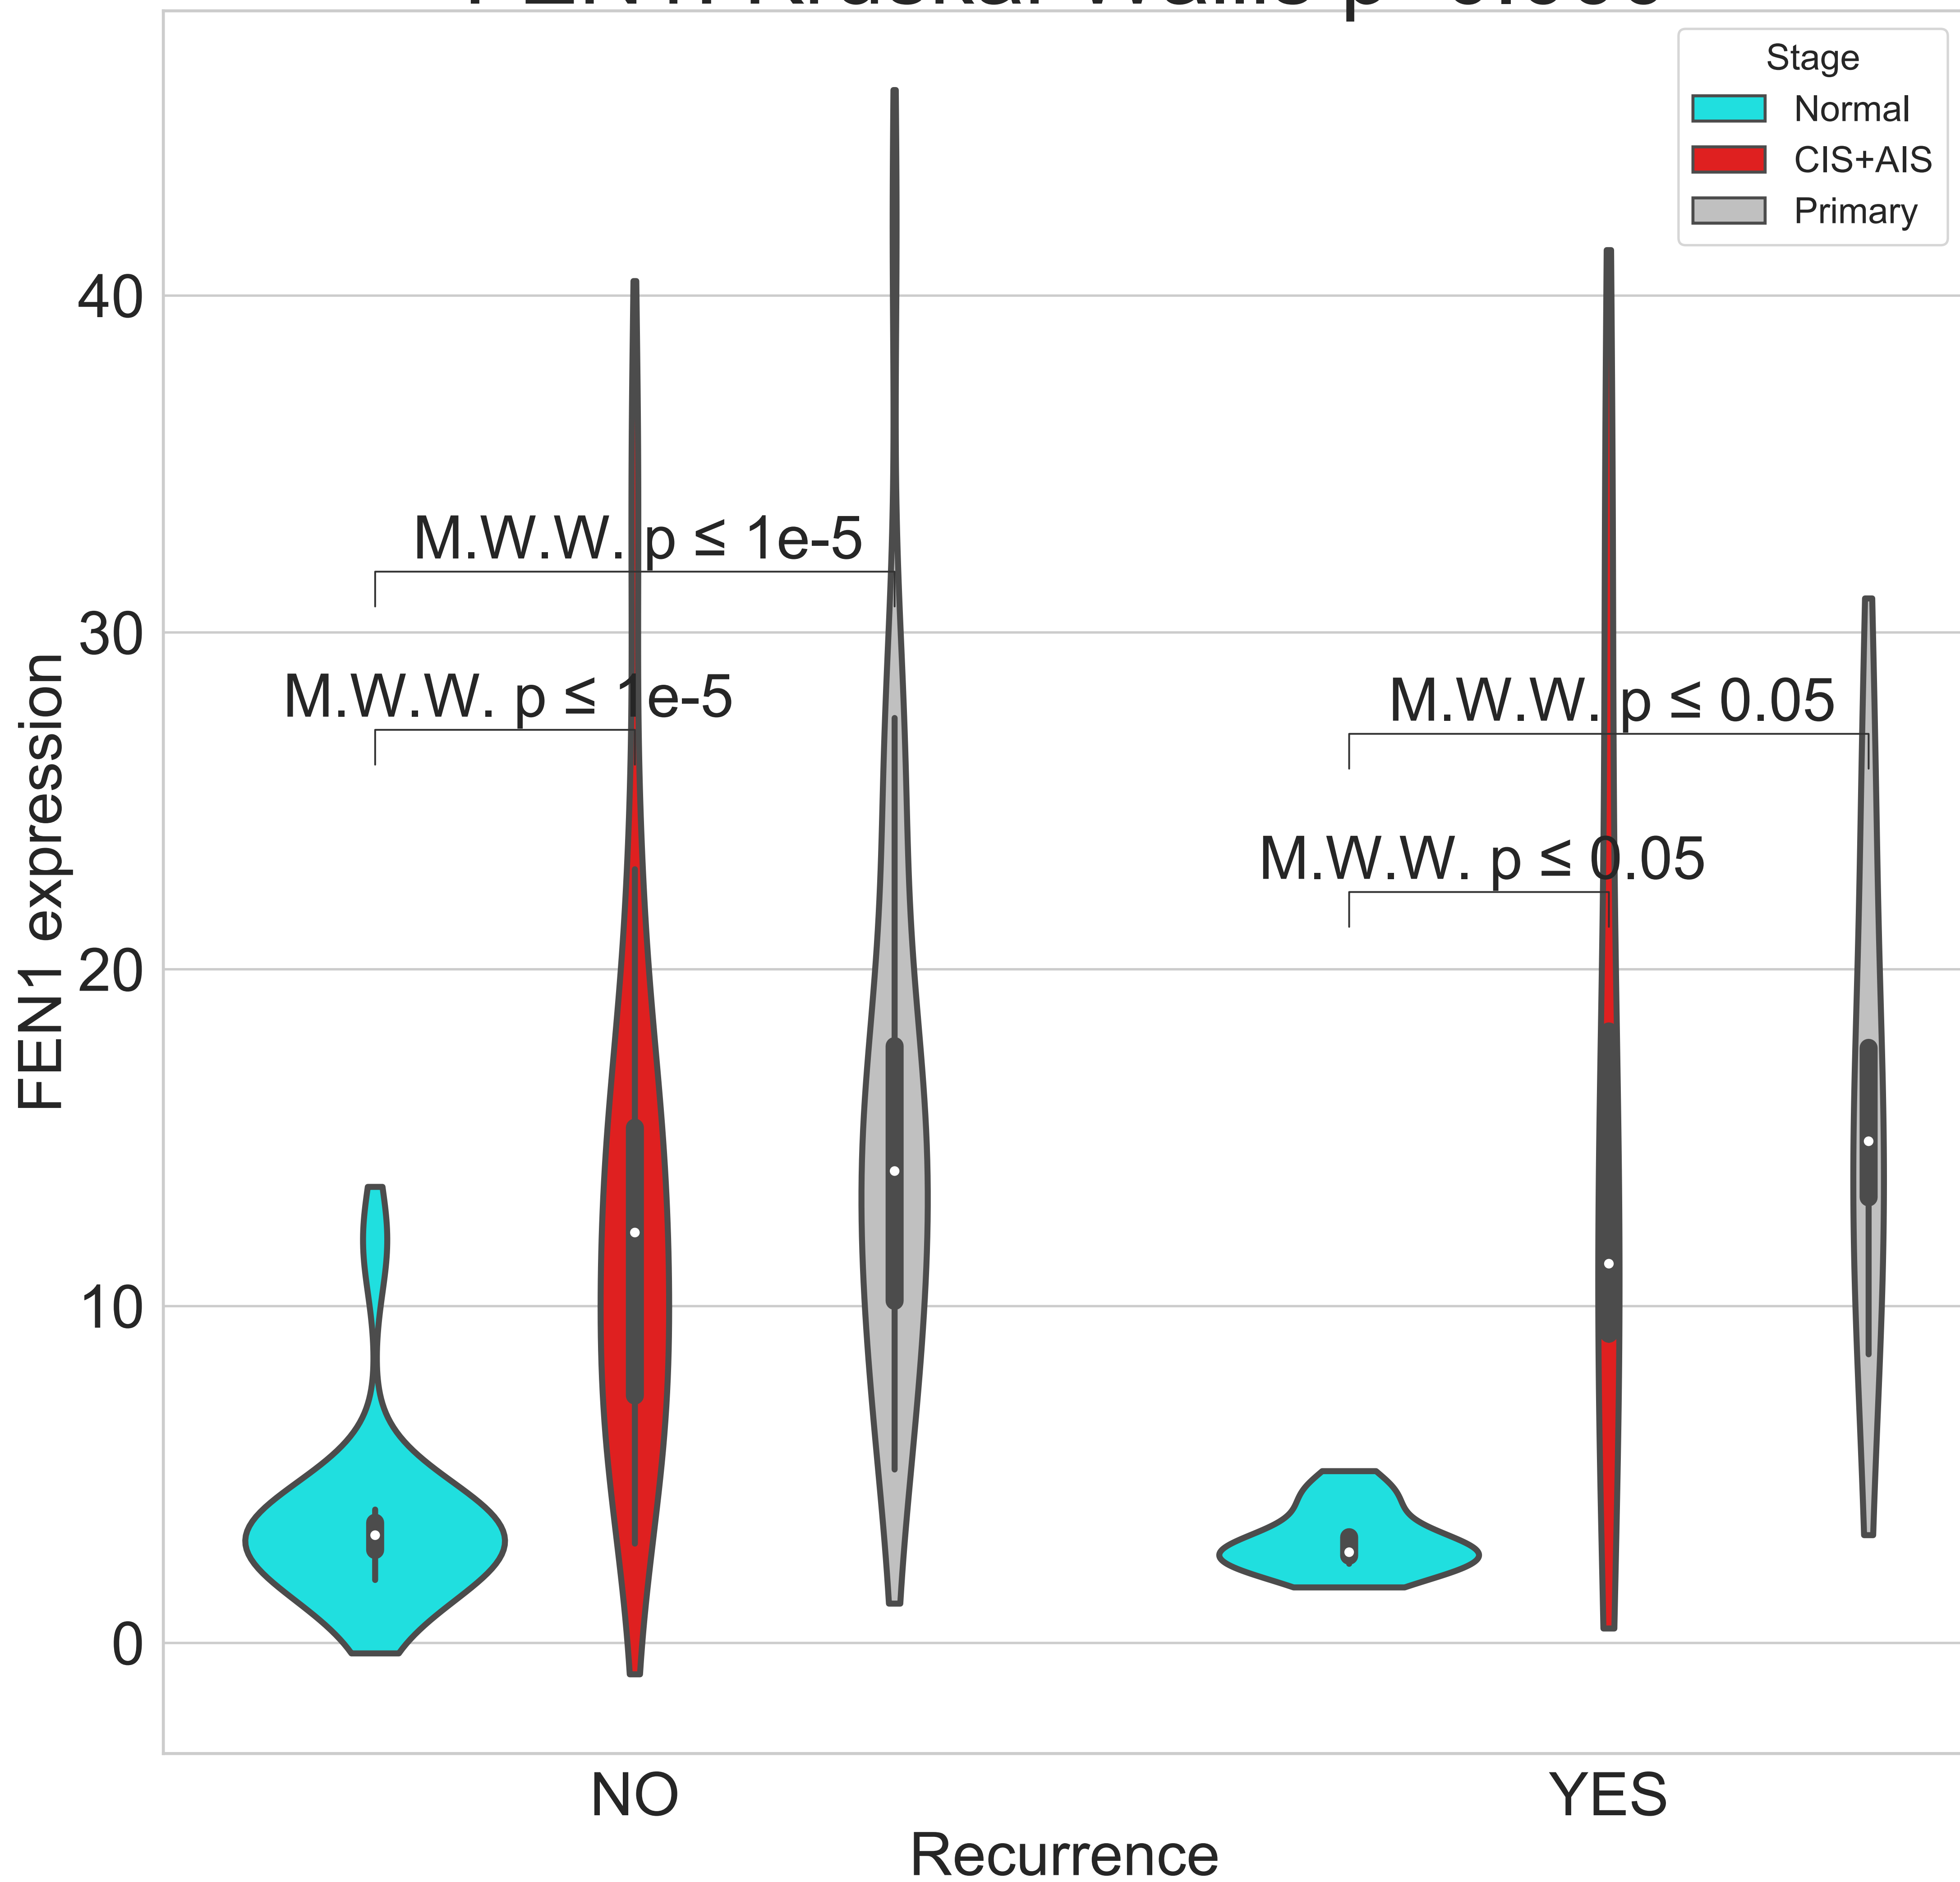 Stage
Normal
CIS+AIS
Primary
40
30
20
10
0
FEN1 expression
M.W.W. p ≤ 1e-5
M.W.W. p ≤ 1e-5
M.W.W. p ≤ 0.05
M.W.W. p ≤ 0.05
NO
YES
Recurrence